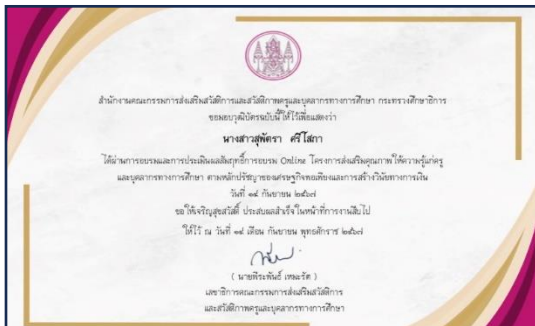 สำนักงานคณะกรรมการส่งเสริมสวัสดิการและสวัสดิภาพครูและบุคลากรทางการศึกษา กระทรวงศึกษาธิการ
ขอมอบวุฒิบัตรฉบับนี้ให้ไว้เพื่อแสดงว่า
นางสาวสุพัตรา ศรีโสภา
ได้ผ่านการอบรมและการประเมินผลสัมฤทธิ์การอบรม Online โครงการส่งเสริมคุณภาพ ให้ความรู้แก่ครู
และบุคลากรทางการศึกษา ตามหลักปรัชญาของเศรษฐกิจพอเพียงและการสร้างวินัยทางการเงิน
วันที่ ๑๔ กันยายน ๒๕๖๗
ขอให้เจริญสุขสวัสดิ์ ประสบผลสำเร็จในหน้าที่การงานสืบไป
ให้ไว้ ณ วันที่ ๑๔ เดือน กันยายน พุทธศักราช ๒๕๖๗
( นายพีระพันธ์ เหมะรัต )
เลขาธิการคณะกรรมการส่งเสริมสวัสดิการ
และสวัสดิภาพครูและบุคลากรทางการศึกษา